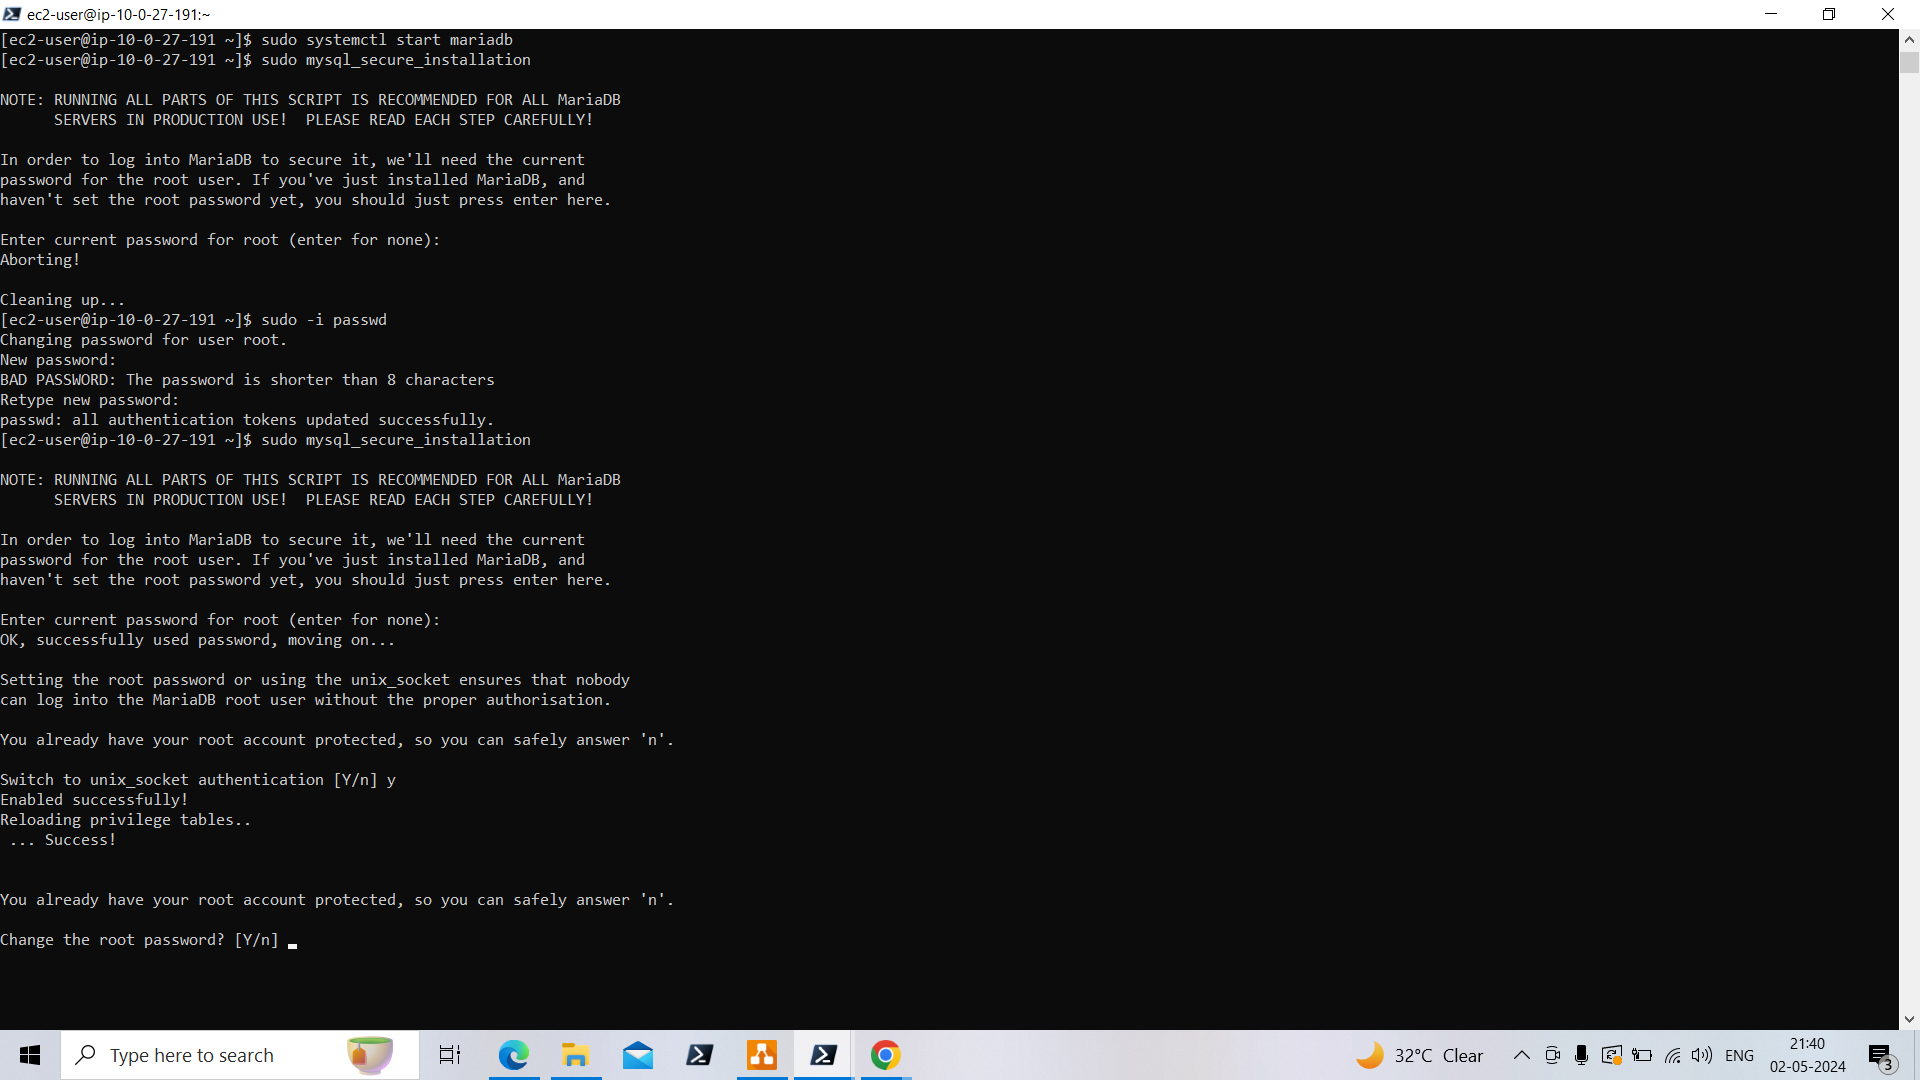 ec2-user@ip-10-0-27-191:~
[ec2-user@ip-10-0-27-191 ~]$ sudo systemctl start mariadb
[ec2-user@ip-10-0-27-191 ~]$ sudo mysql_secure_installation
NOTE: RUNNING ALL PARTS OF THIS SCRIPT IS RECOMMENDED FOR ALL MariaDB
SERVERS IN PRODUCTION USE!  PLEASE READ EACH STEP CAREFULLY!
In order to log into MariaDB to secure it, we'll need the current
password for the root user. If you've just installed MariaDB, and
haven't set the root password yet, you should just press enter here.
Enter current password for root (enter for none):
Aborting!
Cleaning up...
[ec2-user@ip-10-0-27-191 ~]$ sudo -i passwd
Changing password for user root.
New password:
BAD PASSWORD: The password is shorter than 8 characters
Retype new password:
passwd: all authentication tokens updated successfully.
[ec2-user@ip-10-0-27-191 ~]$ sudo mysql_secure_installation
NOTE: RUNNING ALL PARTS OF THIS SCRIPT IS RECOMMENDED FOR ALL MariaDB
SERVERS IN PRODUCTION USE!  PLEASE READ EACH STEP CAREFULLY!
In order to log into MariaDB to secure it, we'll need the current
password for the root user. If you've just installed MariaDB, and
haven't set the root password yet, you should just press enter here.
Enter current password for root (enter for none):
OK, successfully used password, moving on...
Setting the root password or using the unix_socket ensures that nobody
can log into the MariaDB root user without the proper authorisation.
You already have your root account protected, so you can safely answer 'n'.
Switch to unix_socket authentication [Y/n] y
Enabled successfully!
Reloading privilege tables..
... Success!
You already have your root account protected, so you can safely answer 'n'.
Change the root password? [Y/n]
Type here to search
32°C Clear
ENG
21:40
02-05-2024
3